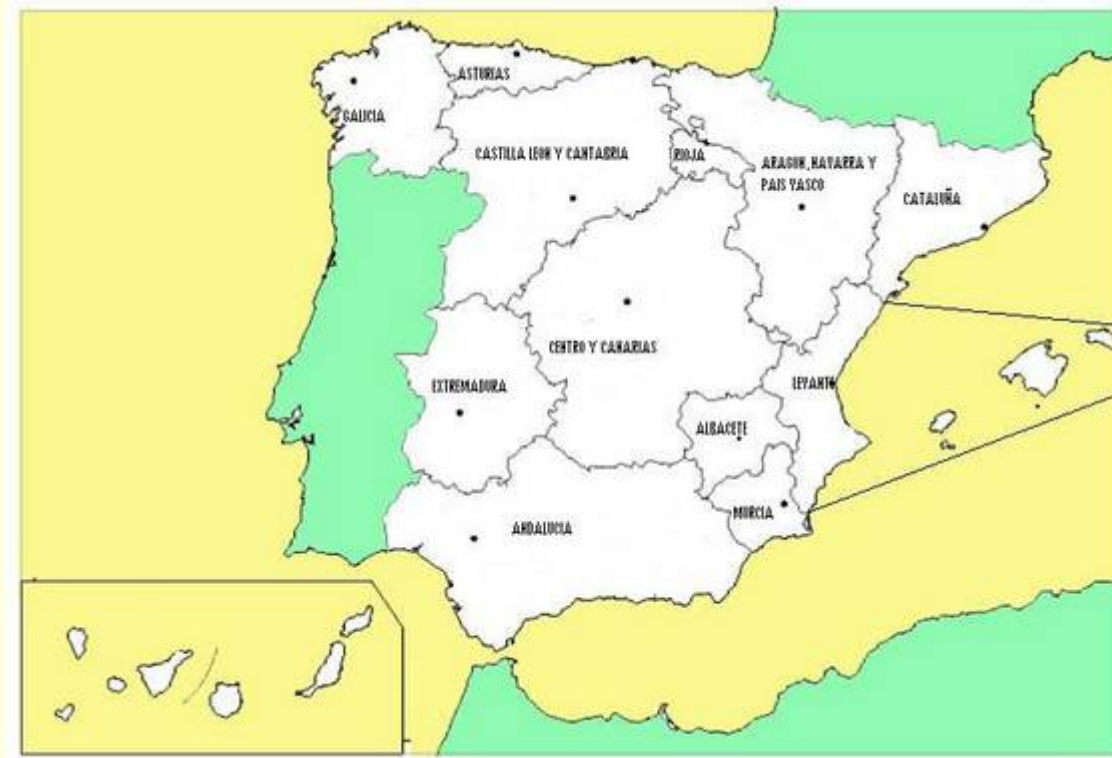 ASTURIAS
GALICIA
CASTILLA LEON Y CANTABRIA
RIOJA
ARAGON, NAVARRA Y
PAIS VASCO
CATALUÑA
CENTRO Y CANARIAS
EXTREMADURA
LEVANTE
ALBACETE
MURCIA
ANDALUCIA